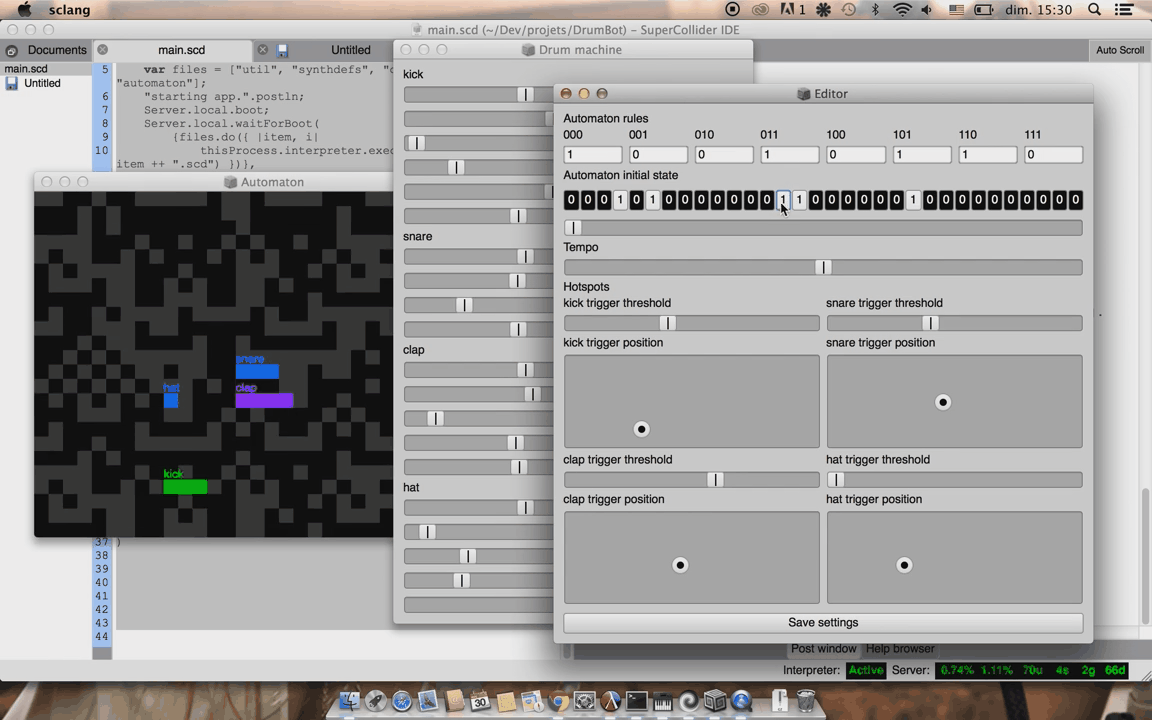 sclang
1
dim. 15:30
main.scd (~/Dev/projets/DrumBot) – SuperCollider IDE
Documents
main.scd
Untitled
Auto Scroll
main.scd
Untitled
5 var files = ["util", "synthdefs",
"automaton"];
6 "starting app.".postln;
7 Server.local.boot;
8 Server.local.waitForBoot(
9 {files.do({ |item, i|
10 thisProcess.interpreter.exe
item ++ ".scd") })},
37 )
38
39
40
41
42
43
44
Automaton
snare
hat
clap
kick
Drum machine
kick
snare
clap
hat
Editor
Automaton rules
000 001 010 011 100 101 110 111
1 0 0 1 0 1 1 0
Automaton initial state
0 0 0 1 0 1 0 0 0 0 0 0 0 1 1 0 0 0 0 0 0 1 0 0 0 0 0 0 0 0 0 0
Tempo
Hotspots
kick trigger threshold
snare trigger threshold
kick trigger position
snare trigger position
clap trigger threshold
hat trigger threshold
clap trigger position
hat trigger position
Save settings
Post window
Help browser
Interpreter: Active Server: 0.74% 1.11% 70u 4s 2g 66d
30